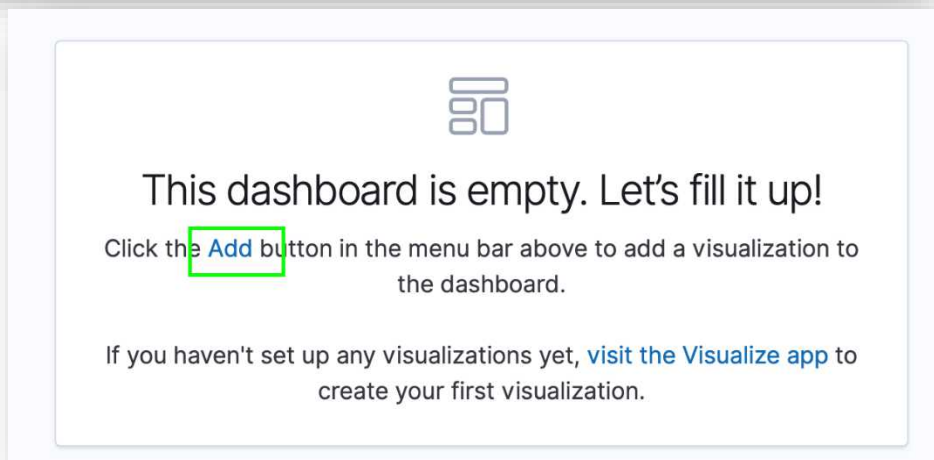 This dashboard is empty. Let's fill it up!
Click the Add button in the menu bar above to add a visualization to
the dashboard.
If you haven't set up any visualizations yet, visit the Visualize app to
create your first visualization.